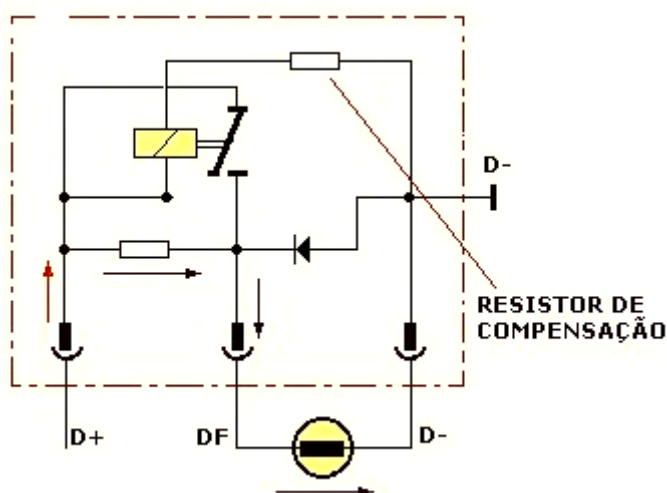 D-
RESISTOR DE
COMPENSAÇÃO
D+
DF
D-